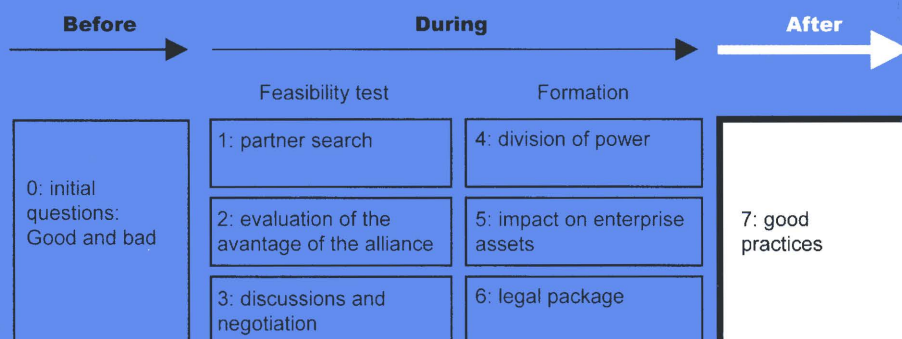 Before
During
After
Feasibility test
Formation
0: initial
questions:
Good and bad
1: partner search
2: evaluation of the
avantage of the alliance
3: discussions and
negotiation
4: division of power
5: impact on enterprise
assets
6: legal package
7: good
practices